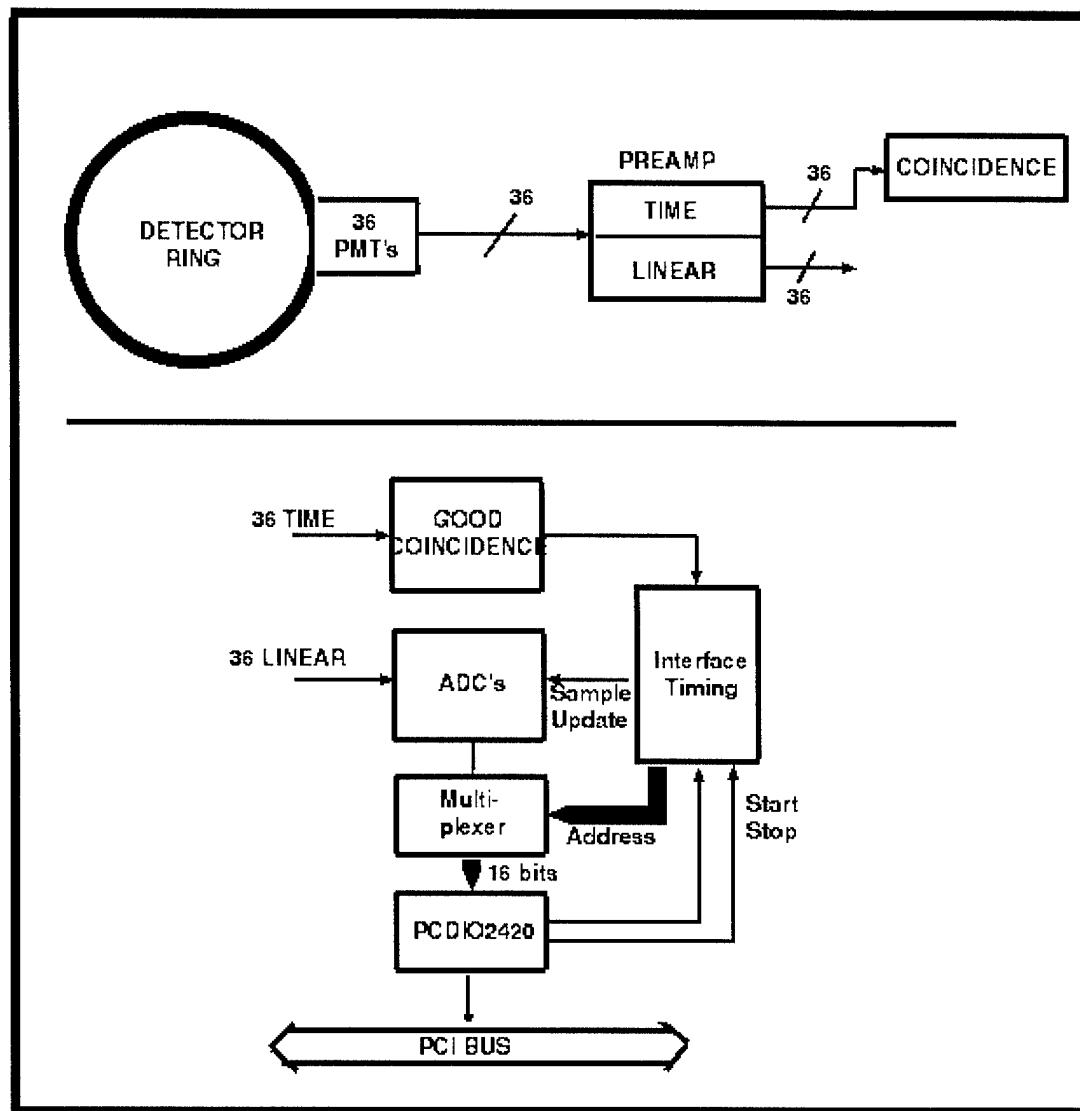 PREAMP
36
36
COINCIDENCE
DETECTOR
RING
36
PMT's
TIME
LINEAR
36
36 TIME
GOOD
COINCIDENCE
36 LINEAR
ADC's
Sample
Update
Interface
Timing
Multi-
plexer
Address
Start
Stop
16 bits
PCDIO2420
PCI BUS